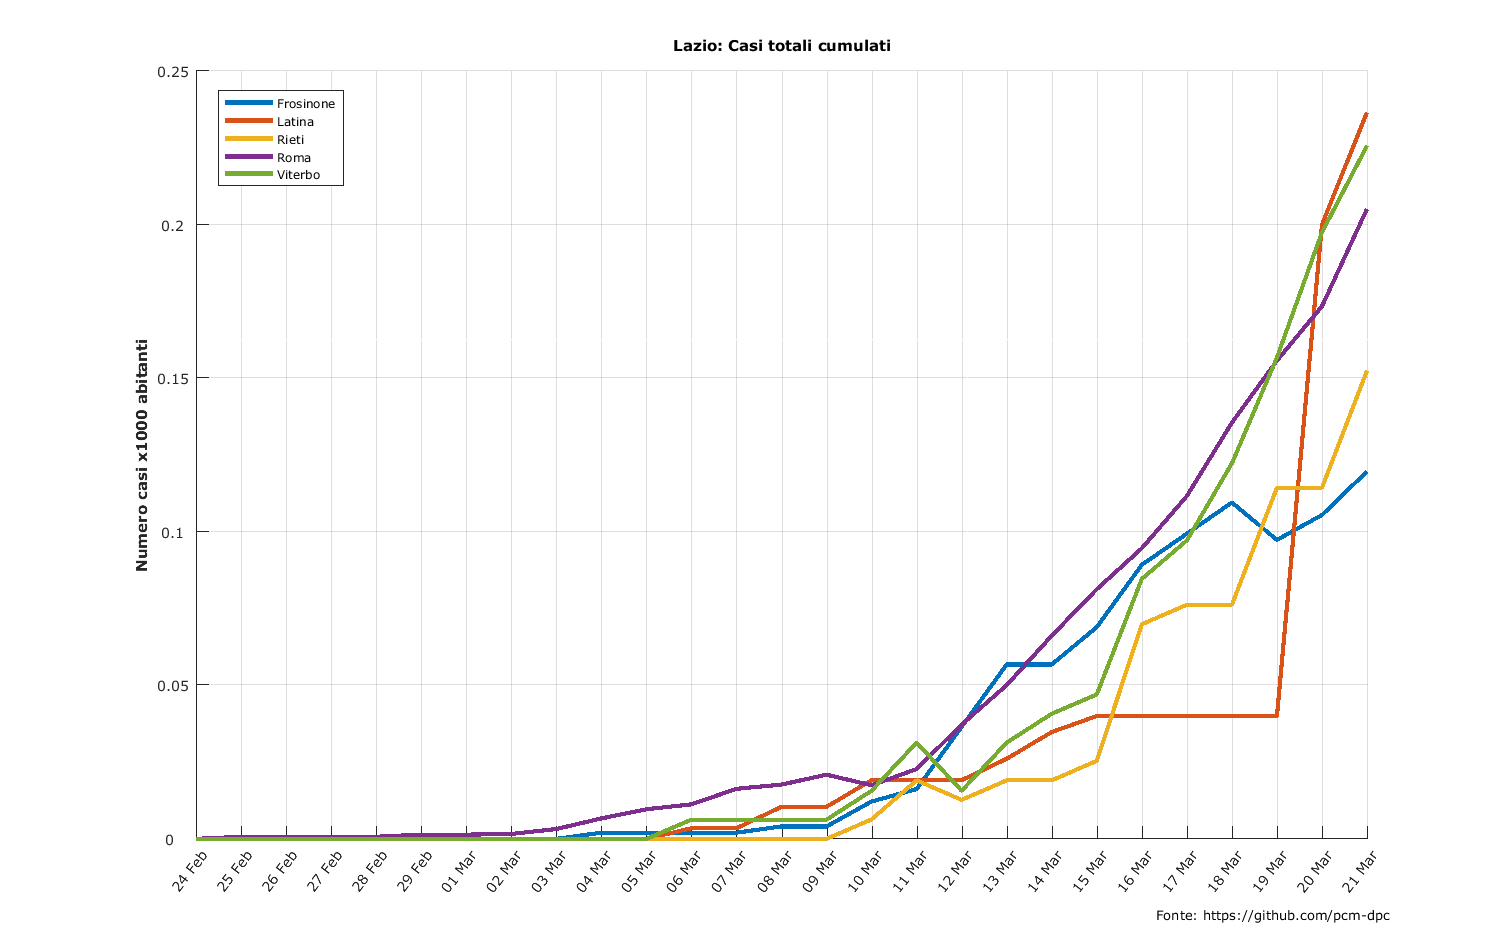 Lazio: Casi totali cumulati
0.25
0.2
0.15
0.1
0.05
0
Numero casi x1000 abitanti
Frosinone
Latina
Rieti
Roma
Viterbo
24 Feb
25 Feb
26 Feb
27 Feb
28 Feb
29 Feb
01 Mar
02 Mar
03 Mar
04 Mar
05 Mar
06 Mar
07 Mar
08 Mar
09 Mar
10 Mar
11 Mar
12 Mar
13 Mar
14 Mar
15 Mar
16 Mar
17 Mar
18 Mar
19 Mar
20 Mar
21 Mar
Fonte: https://github.com/pcm-dpc